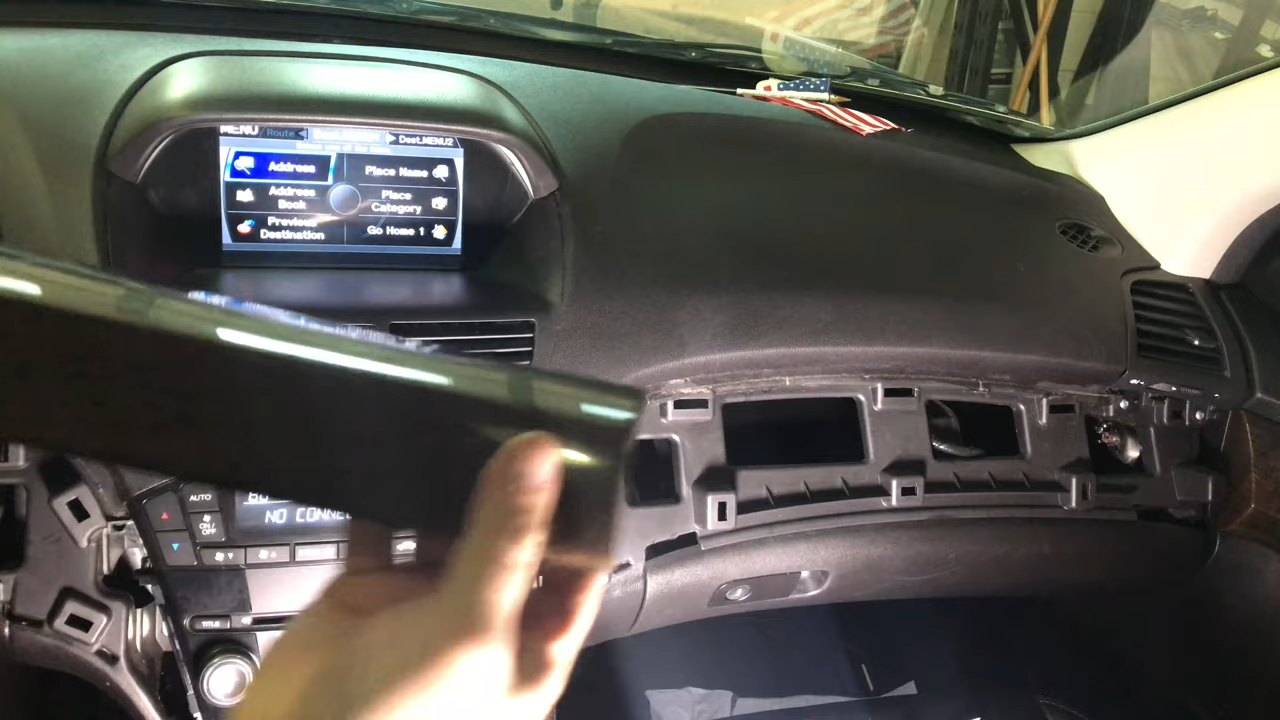 MENU Route Dest.MENU2
Address
Place Name
Address
Book
Place
Category
Previous
Destination
Go Home 1
AUTO
ON/
OFF
NO CONNE
TITLE